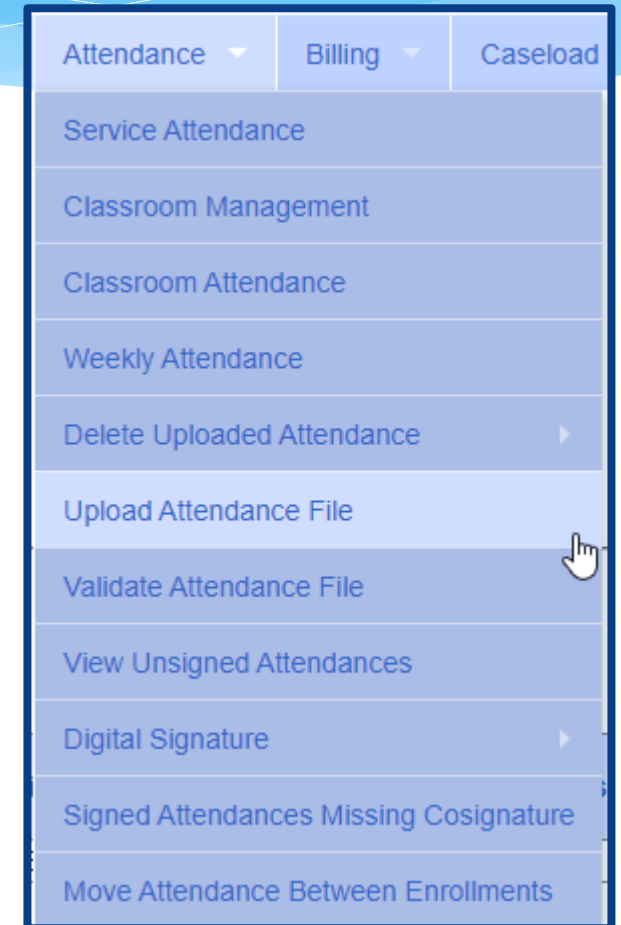 Attendance Billing Caseload
Service Attendance
Classroom Management
Classroom Attendance
Weekly Attendance
Delete Uploaded Attendance
Upload Attendance File
Validate Attendance File
View Unsigned Attendances
Digital Signature
Signed Attendances Missing Cosignature
Move Attendance Between Enrollments